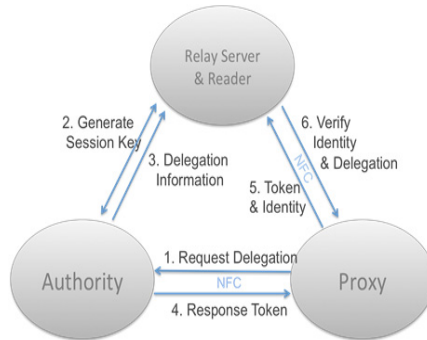 Relay Server
& Reader
2. Generate
Session Key
3. Delegation
Information
6. Verify
Identity
& Delegation
NFC
5. Token
& Identity
1. Request Delegation
Authority
NFC
Proxy
4. Response Token